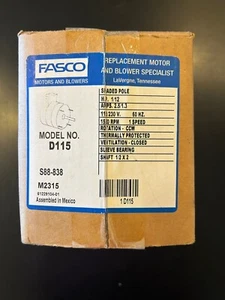 FASCO
MOTORS AND BLOWERS
REPLACEMENT MOTOR
AND BLOWER SPECIALIST
LaVergne, Tennessee
MODEL NO.
D115
S88-838
M2315
Assembled in Mexico
SHADED POLE
H.P. 1/12
AMPS. 2.5/1.3
115/230 V. 60 HZ.
1550 RPM 1 SPEED
ROTATION - CCW
THERMALLY PROTECTED
VENTILATION - CLOSED
SLEEVE BEARING
SHAFT 1/2 X 2
1 D115